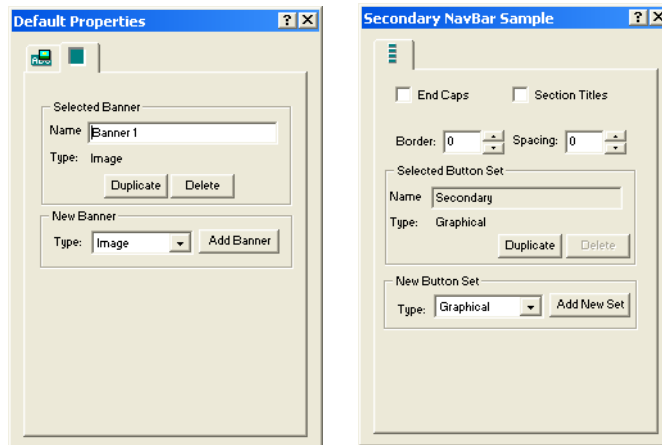 Default Properties
Selected Banner
Name Banner 1
Type: Image
Duplicate Delete
New Banner
Type: Image Add Banner
Secondary NavBar Sample
End Caps Section Titles
Border: 0 Spacing: 0
Selected Button Set
Name Secondary
Type: Graphical
Duplicate Delete
New Button Set
Type: Graphical Add New Set